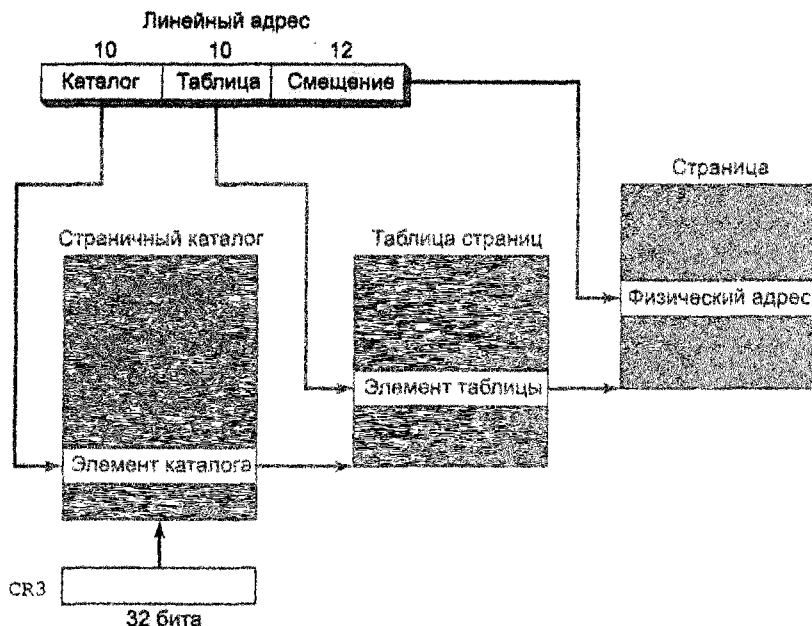 Линейный адрес
10 10 12
Каталог Таблица Смещение
Страница
Страничный каталог Таблица страниц
Физический адрес
Элемент таблицы
Элемент каталога
CR3
32 бита